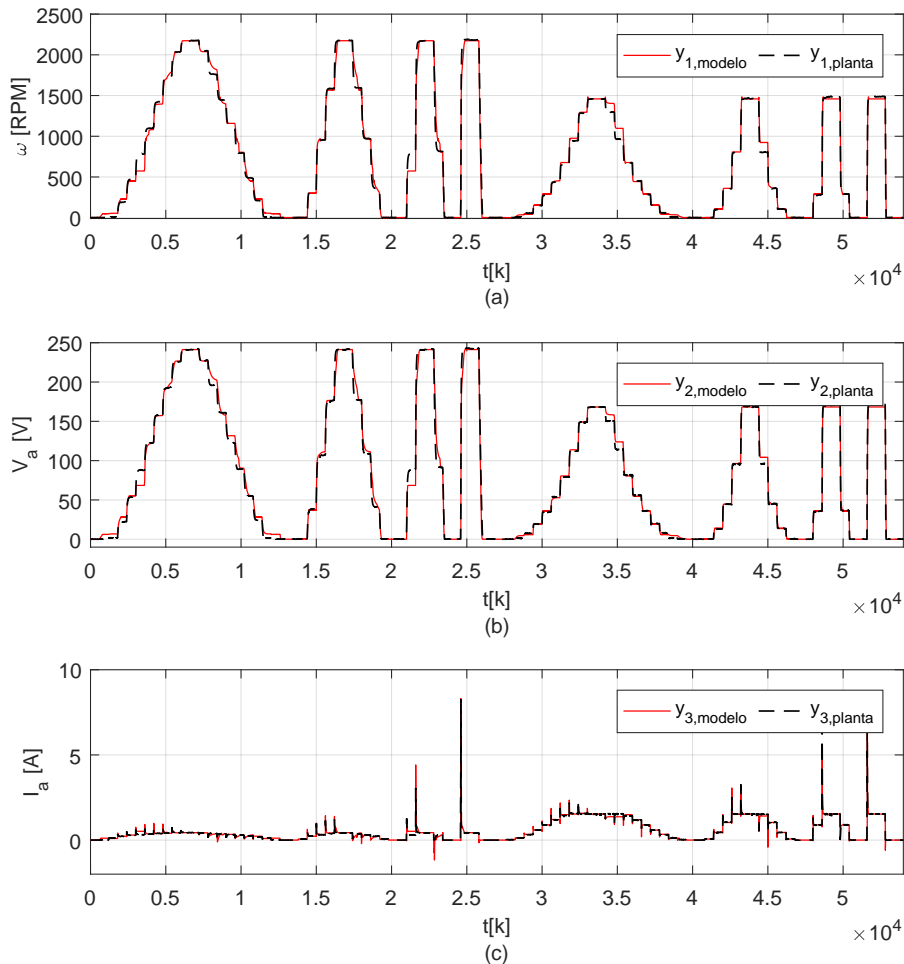 2500
2000
1500
1000
500
0
ω [RPM]
y1,modelo y1,planta
0 0.5 1 1.5 2 2.5 3 3.5 4 4.5 5
t[k]
×10^4
(a)
250
200
150
100
50
0
V_a [V]
y2,modelo y2,planta
0 0.5 1 1.5 2 2.5 3 3.5 4 4.5 5
t[k]
×10^4
(b)
10
5
0
I_a [A]
y3,modelo y3,planta
0 0.5 1 1.5 2 2.5 3 3.5 4 4.5 5
t[k]
×10^4
(c)